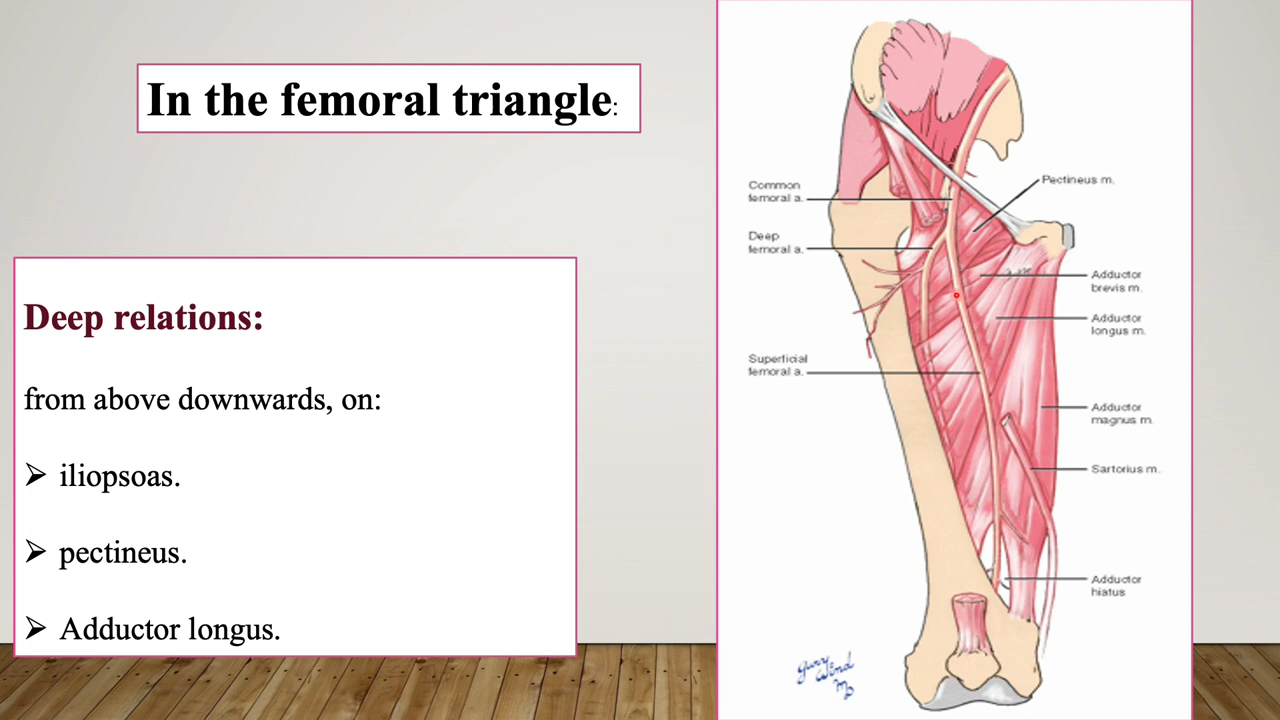 In the femoral triangle:
Deep relations:
from above downwards, on:
➢ iliopsoas.
➢ pectineus.
➢ Adductor longus.
Common
femoral a.
Deep
femoral a.
Superficial
femoral a.
Pectineus m.
Adductor
brevis m.
Adductor
longus m.
Adductor
magnus m.
Sartorius m.
Adductor
hiatus